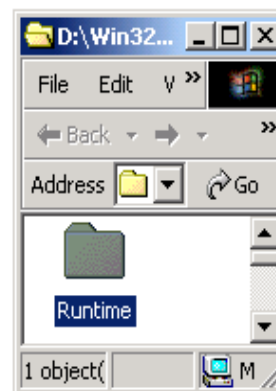 D:\Win32...
File Edit V »
Back »
Address Go
Runtime
1 object( M